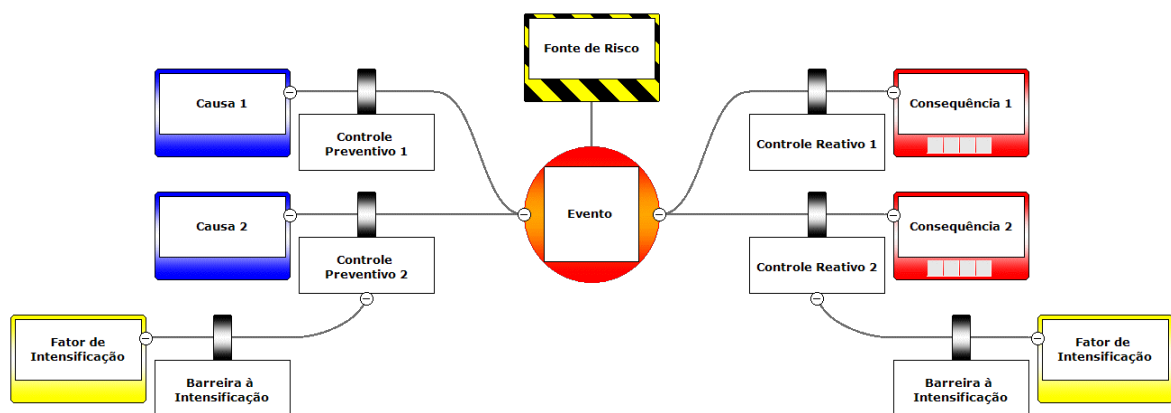 Fonte de Risco
Causa 1
Controle
Preventivo 1
Controle Reativo 1
Consequência 1
Causa 2
Controle
Preventivo 2
Evento
Controle Reativo 2
Consequência 2
Fator de
Intensificação
Barreira à
Intensificação
Barreira à
Intensificação
Fator de
Intensificação